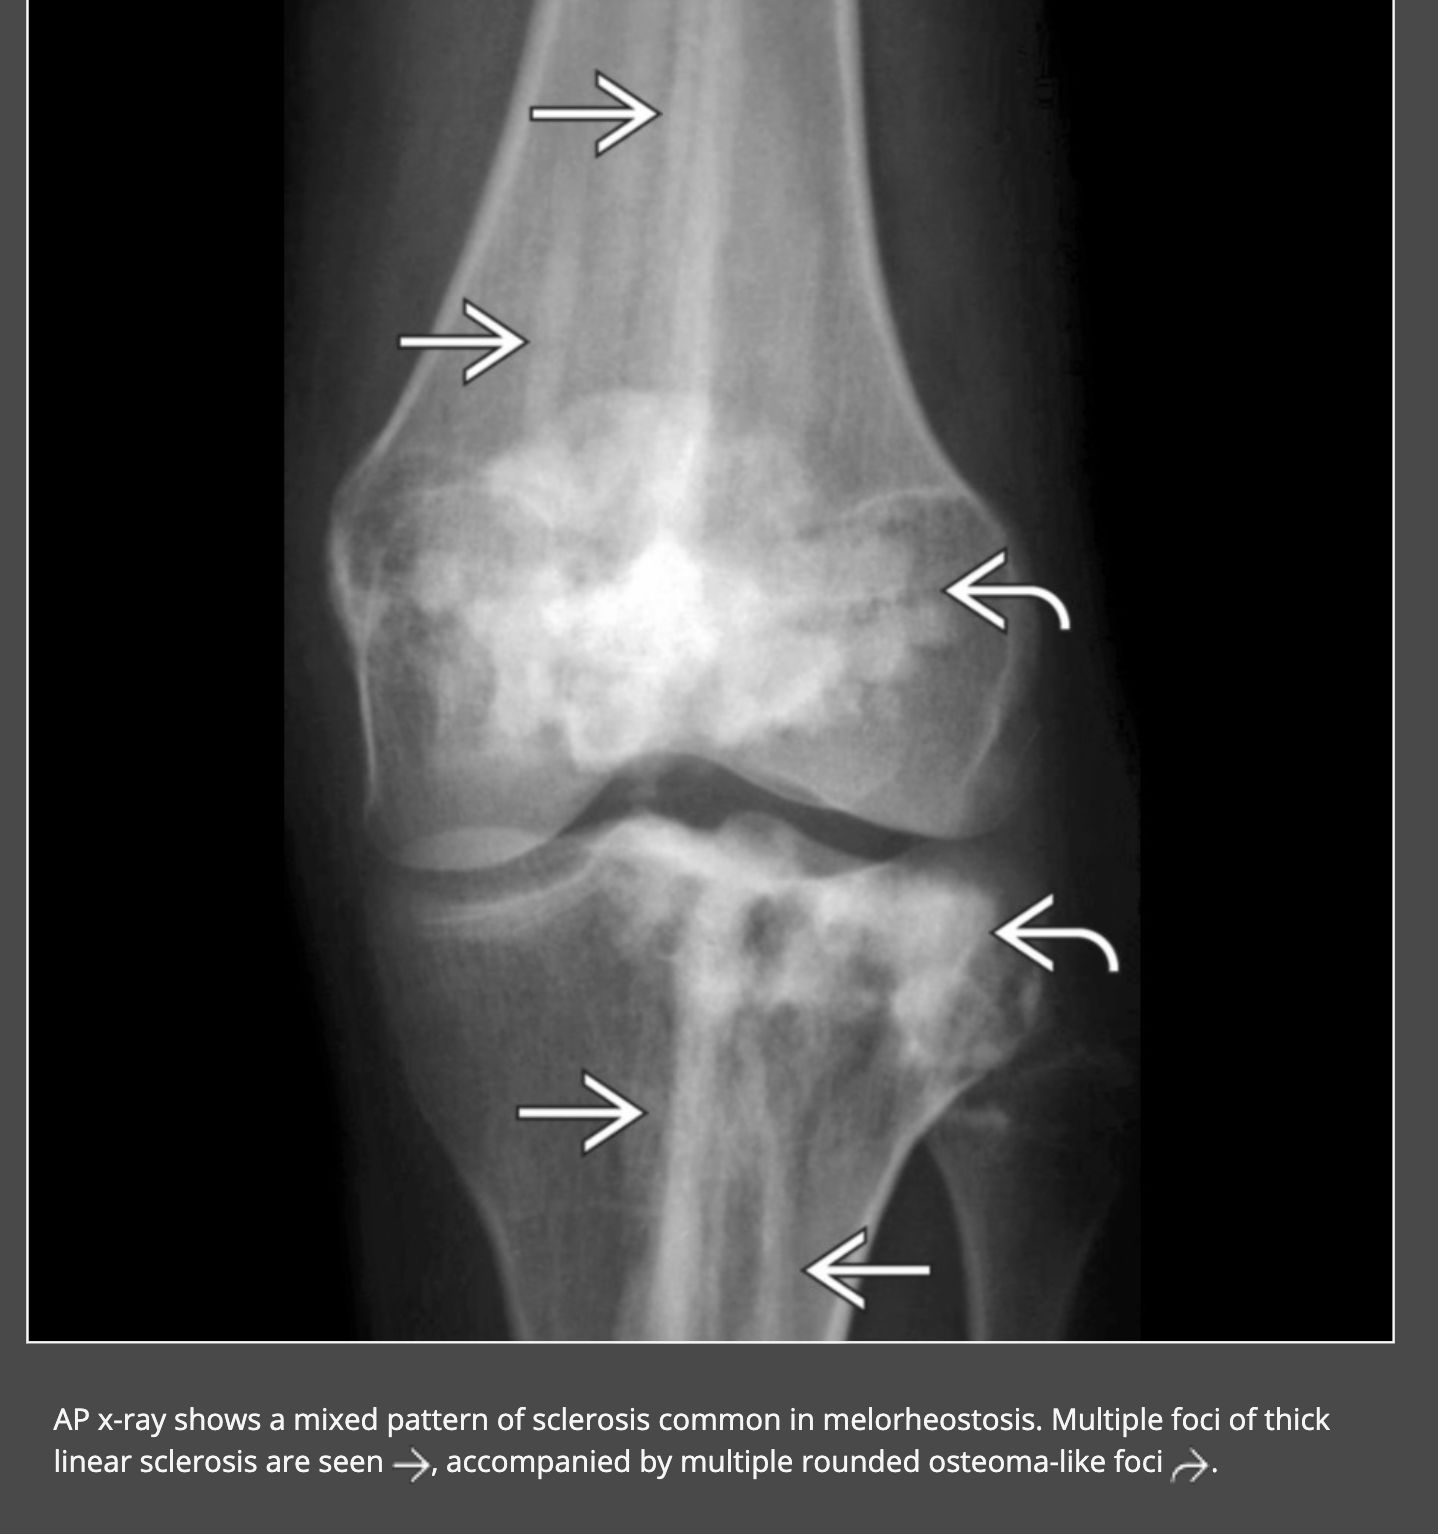 AP x-ray shows a mixed pattern of sclerosis common in melorheostosis. Multiple foci of thick
linear sclerosis are seen →, accompanied by multiple rounded osteoma-like foci ↷.